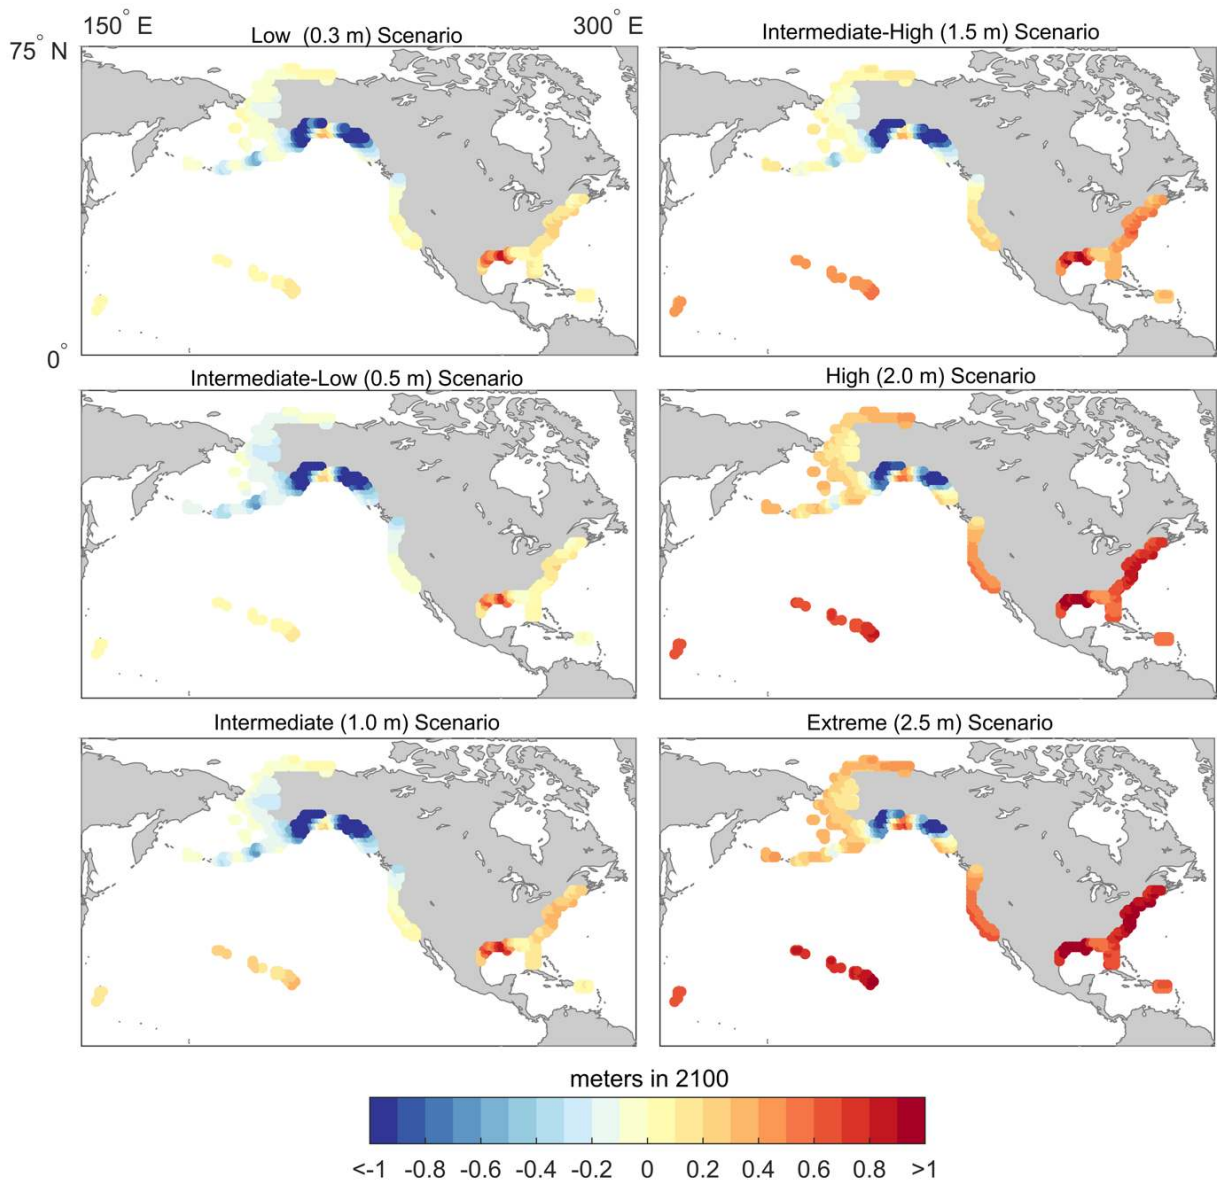 150° E 300° E
75° N
Low (0.3 m) Scenario
Intermediate-High (1.5 m) Scenario
0°
Intermediate-Low (0.5 m) Scenario
High (2.0 m) Scenario
Intermediate (1.0 m) Scenario
Extreme (2.5 m) Scenario
meters in 2100
<-1 -0.8 -0.6 -0.4 -0.2 0 0.2 0.4 0.6 0.8 >1